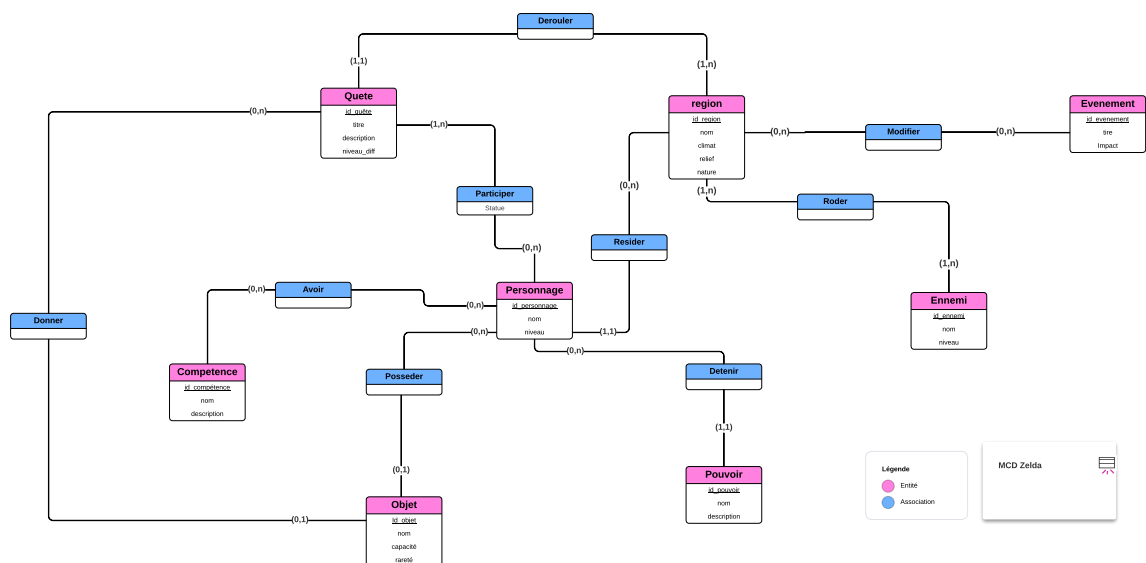 Derouler
(1,1)
(1,n)
Quete
id_quête
titre
description
niveau_diff
(0,n)
(1,n)
region
id_region
nom
climat
relief
nature
(0,n)
Modifier
(0,n)
Evenement
id_evenement
tire
Impact
Participer
Statue
(0,n)
(1,n)
Roder
(0,n)
Resider
(1,n)
Avoir
(0,n)
(0,n)
Personnage
id_personnage
nom
niveau
(0,n)
(1,1)
(0,n)
Ennemi
id_ennemi
nom
niveau
Donner
Competence
id_compétence
nom
description
Posseder
Detenir
(1,1)
(0,1)
Pouvoir
id_pouvoir
nom
description
Objet
Id_objet
nom
capacité
rareté
(0,1)
Légende
Entité
Association
MCD Zelda